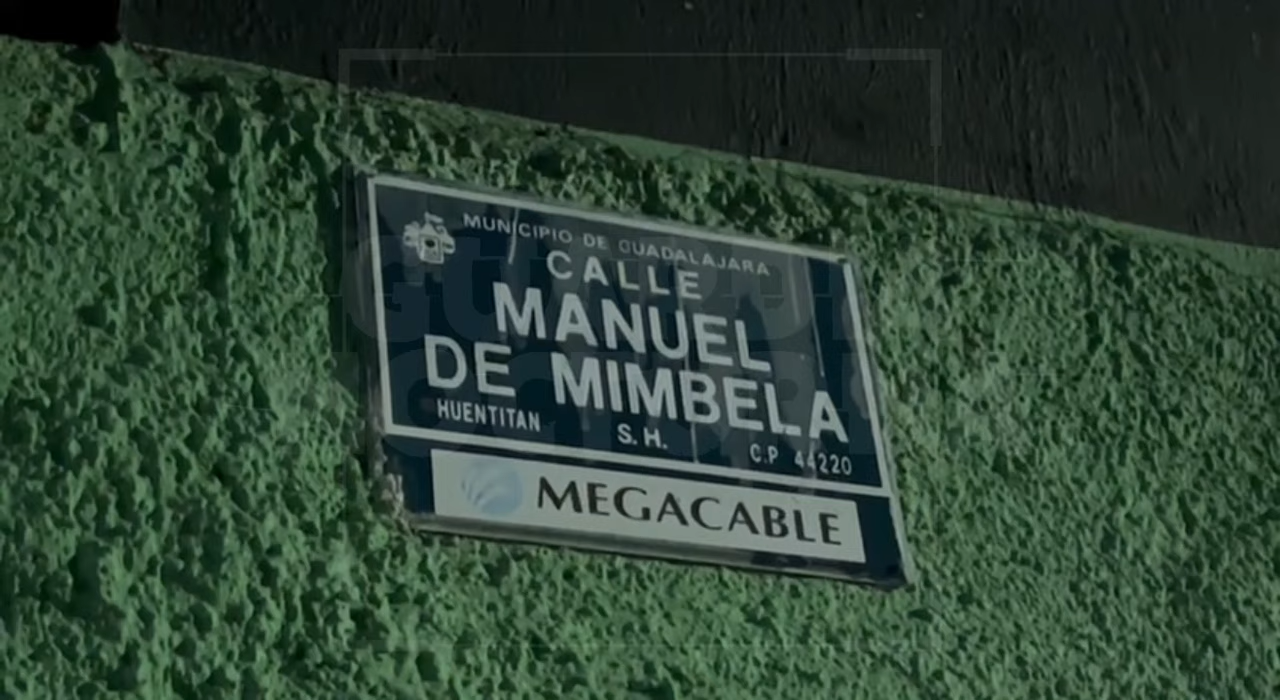 MUNICIPIO DE GUADALAJARA
CALLE
MANUEL
DE MIMBELA
HUENTITAN S. H. C.P 44220
MEGACABLE